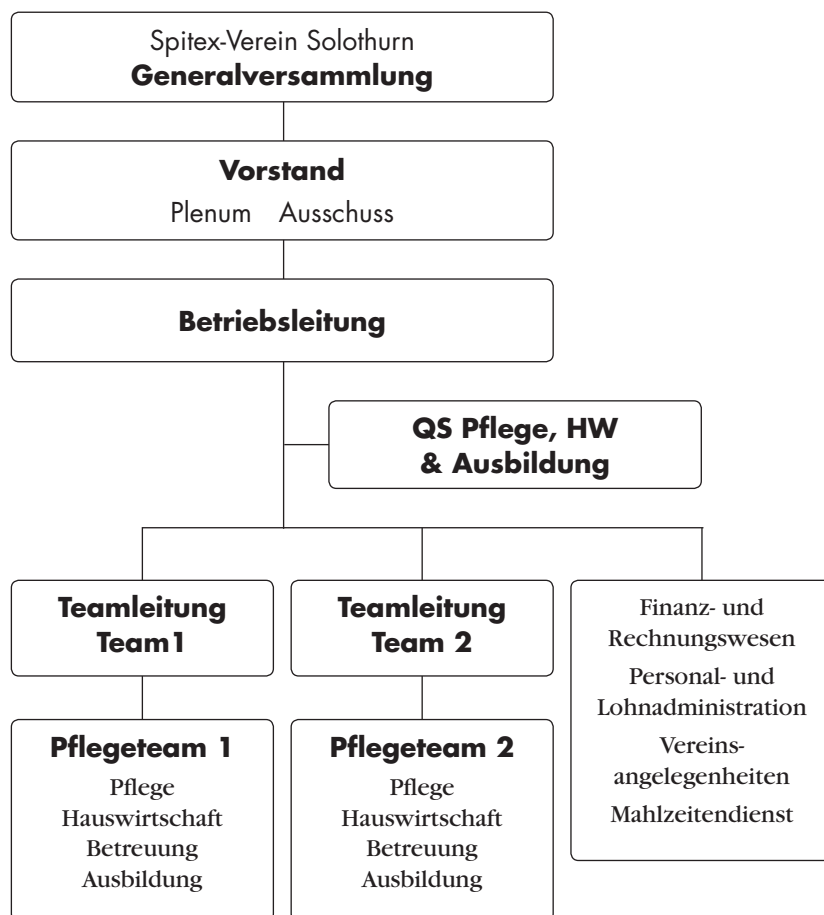 Spitex-Verein Solothurn
Generalversammlung
Vorstand
Plenum Ausschuss
Betriebsleitung
QS Pflege, HW
& Ausbildung
Teamleitung
Team1
Teamleitung
Team 2
Finanz- und
Rechnungswesen
Personal- und
Lohnadministration
Vereins-
angelegenheiten
Mahlzeitendienst
Pflegeteam 1
Pflege
Hauswirtschaft
Betreuung
Ausbildung
Pflegeteam 2
Pflege
Hauswirtschaft
Betreuung
Ausbildung